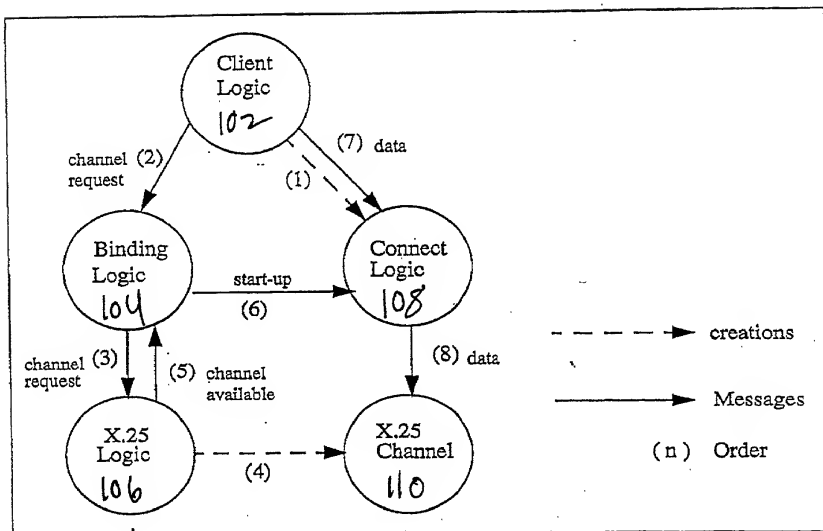 Client
Logic
102
channel (2)
request
(7) data
(1)
Binding
Logic
104
start-up
(6)
Connect
Logic
108
channel (3)
request
(5) channel
available
(8) data
creations
Messages
(n) Order
X.25
Logic
106
(4)
X.25
Channel
110